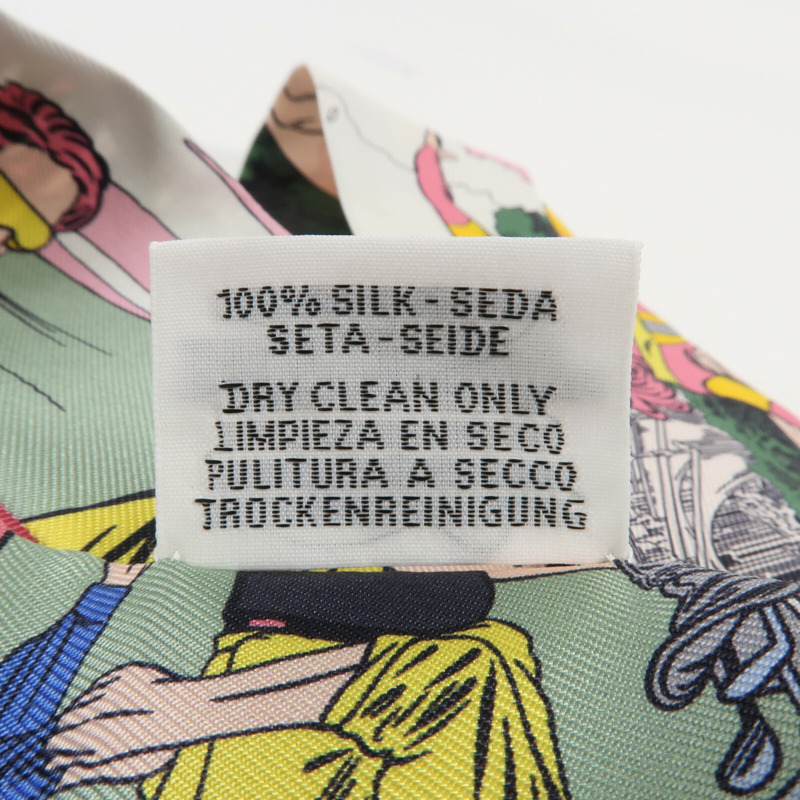 100% SILK - SEDA
SETA - SEIDE
DRY CLEAN ONLY
LIMPIEZA EN SECO
PULITURA A SECCO
TROCKENREINIGUNG